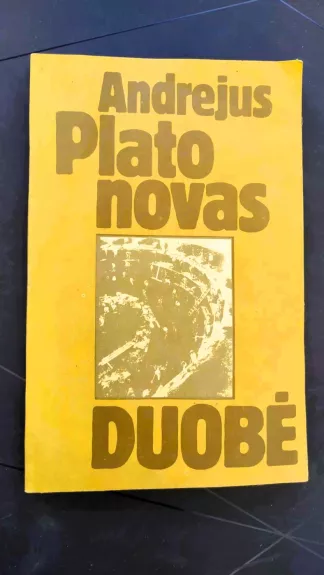 Andrejus
Plato
novas
DUOBĖ